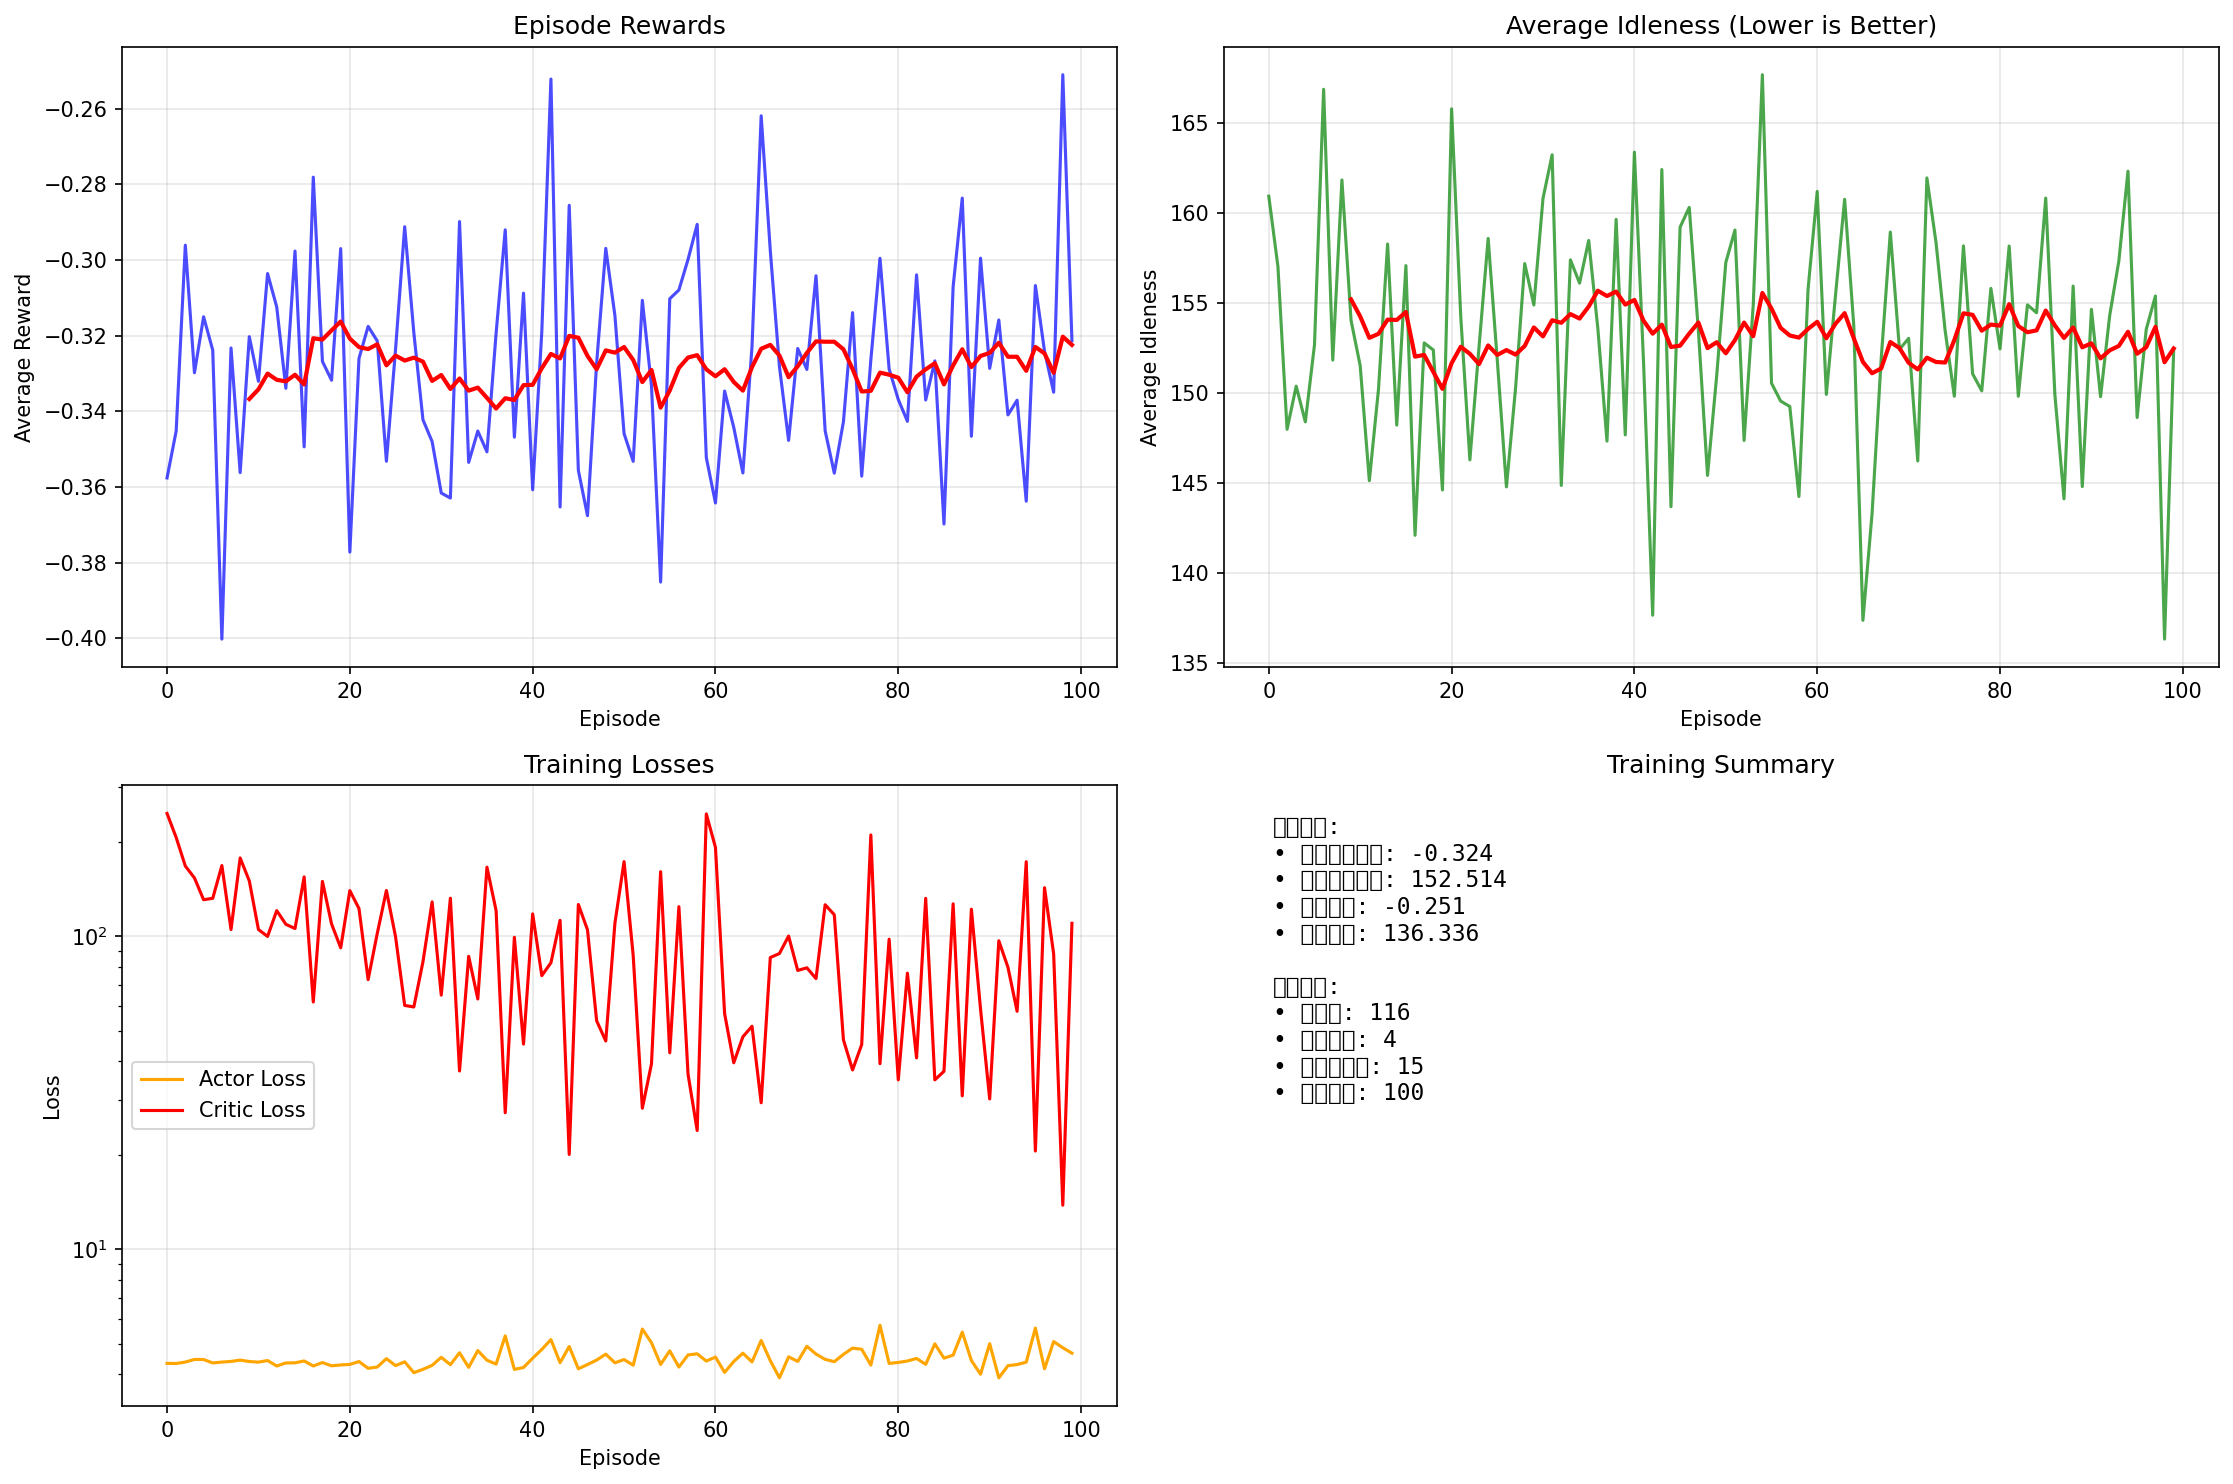 Episode Rewards
Average Reward
−0.26
−0.28
−0.30
−0.32
−0.34
−0.36
−0.38
−0.40
0 20 40 60 80 100
Episode
Average Idleness (Lower is Better)
Average Idleness
165
160
155
150
145
140
135
0 20 40 60 80 100
Episode
Training Losses
Loss
10²
10¹
Actor Loss
Critic Loss
0 20 40 60 80 100
Episode
Training Summary
:
• : -0.324
• : 152.514
• : -0.251
• : 136.336
:
• : 116
• : 4
• : 15
• : 100